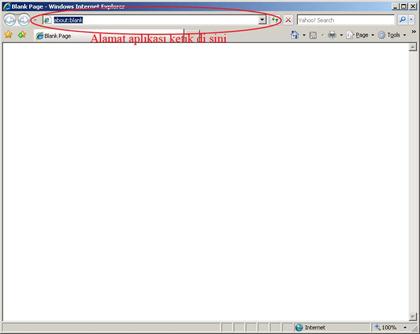 Blank Page - Windows Internet Explorer
about:blank
Yahoo! Search
Blank Page
Alamat aplikasi ketik di sini
Page
Tools
Internet
100%